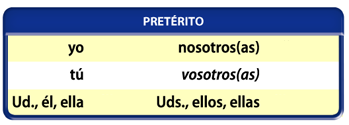 PRETÉRITO
yo nosotros(as)
tú vosotros(as)
Ud., él, ella Uds., ellos, ellas